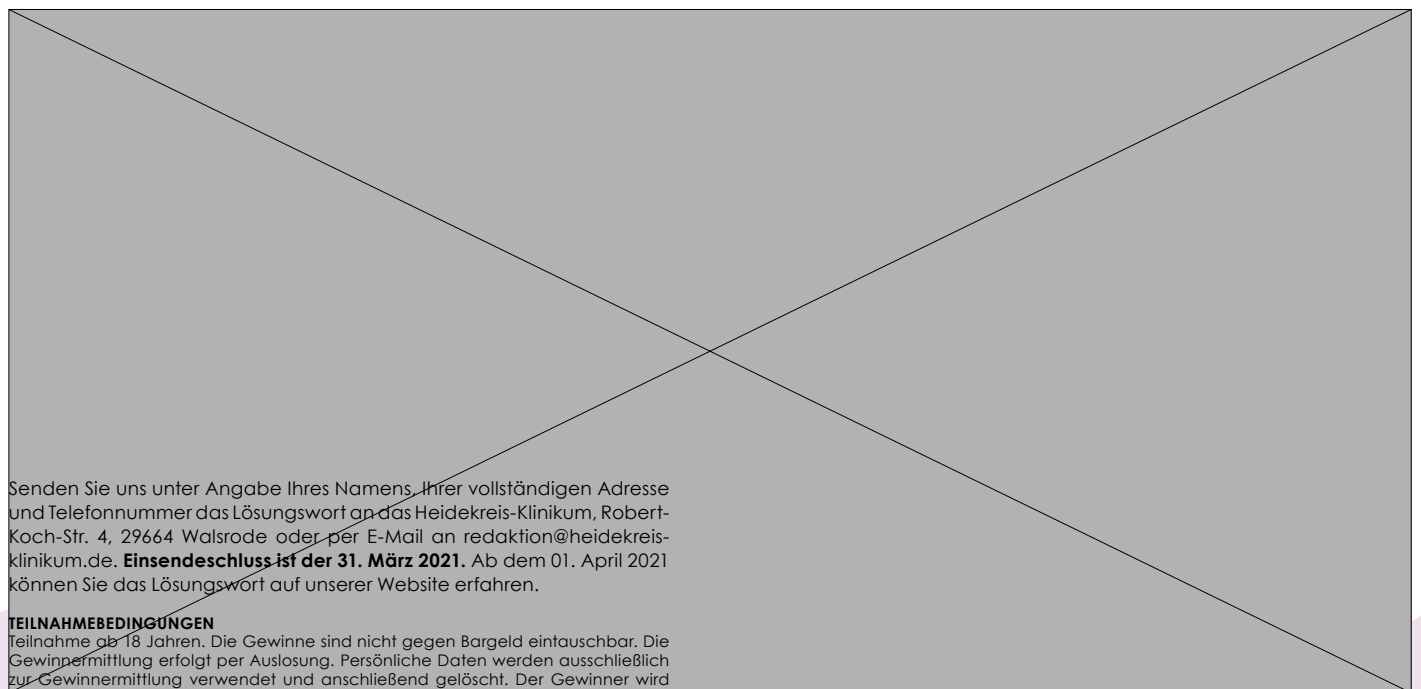 Senden Sie uns unter Angabe Ihres Namens, Ihrer vollständigen Adresse
und Telefonnummer das Lösungswort an das Heidekreis-Klinikum, Robert-
Koch-Str. 4, 29664 Walsrode oder per E-Mail an redaktion@heidekreis-
klinikum.de. Einsendeschluss ist der 31. März 2021. Ab dem 01. April 2021
können Sie das Lösungswort auf unserer Website erfahren.
TEILNAHMEBEDINGUNGEN
Teilnahme ab 18 Jahren. Die Gewinne sind nicht gegen Bargeld eintauschbar. Die
Gewinnermittlung erfolgt per Auslosung. Persönliche Daten werden ausschließlich
zur Gewinnermittlung verwendet und anschließend gelöscht. Der Gewinner wird